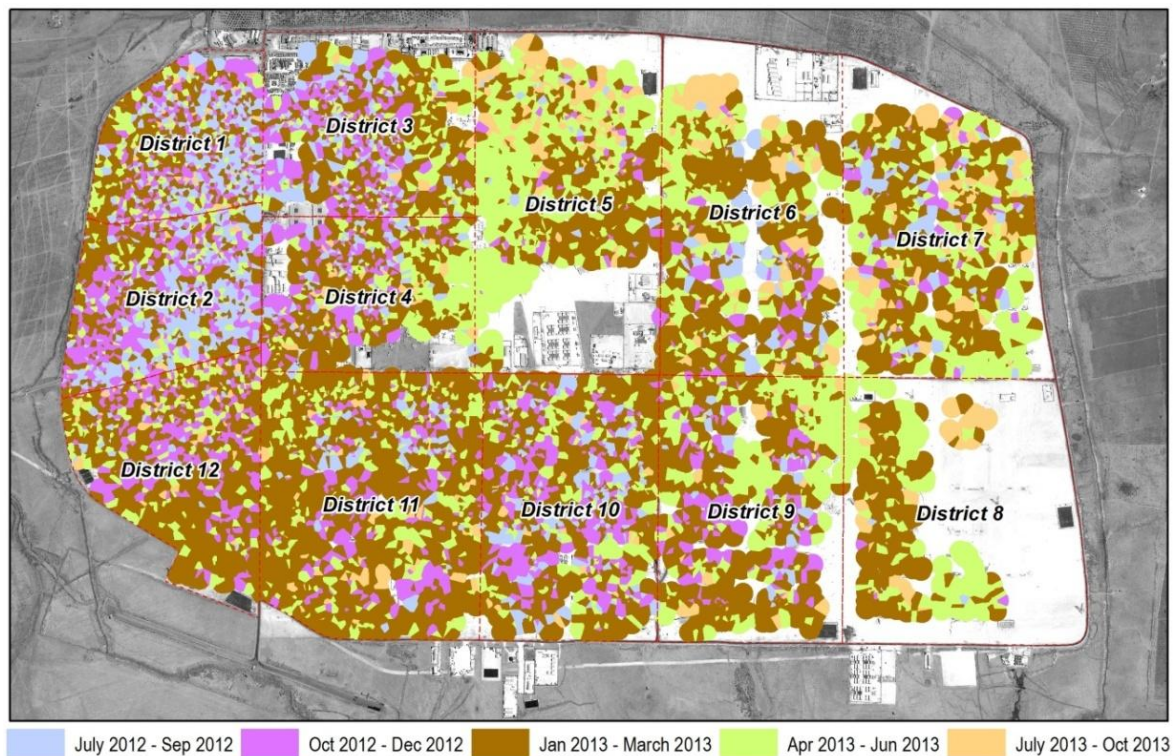 District 1
District 3
District 5
District 6
District 7
District 2
District 4
District 12
District 11
District 10
District 9
District 8
July 2012 - Sep 2012
Oct 2012 - Dec 2012
Jan 2013 - March 2013
Apr 2013 - Jun 2013
July 2013 - Oct 2013